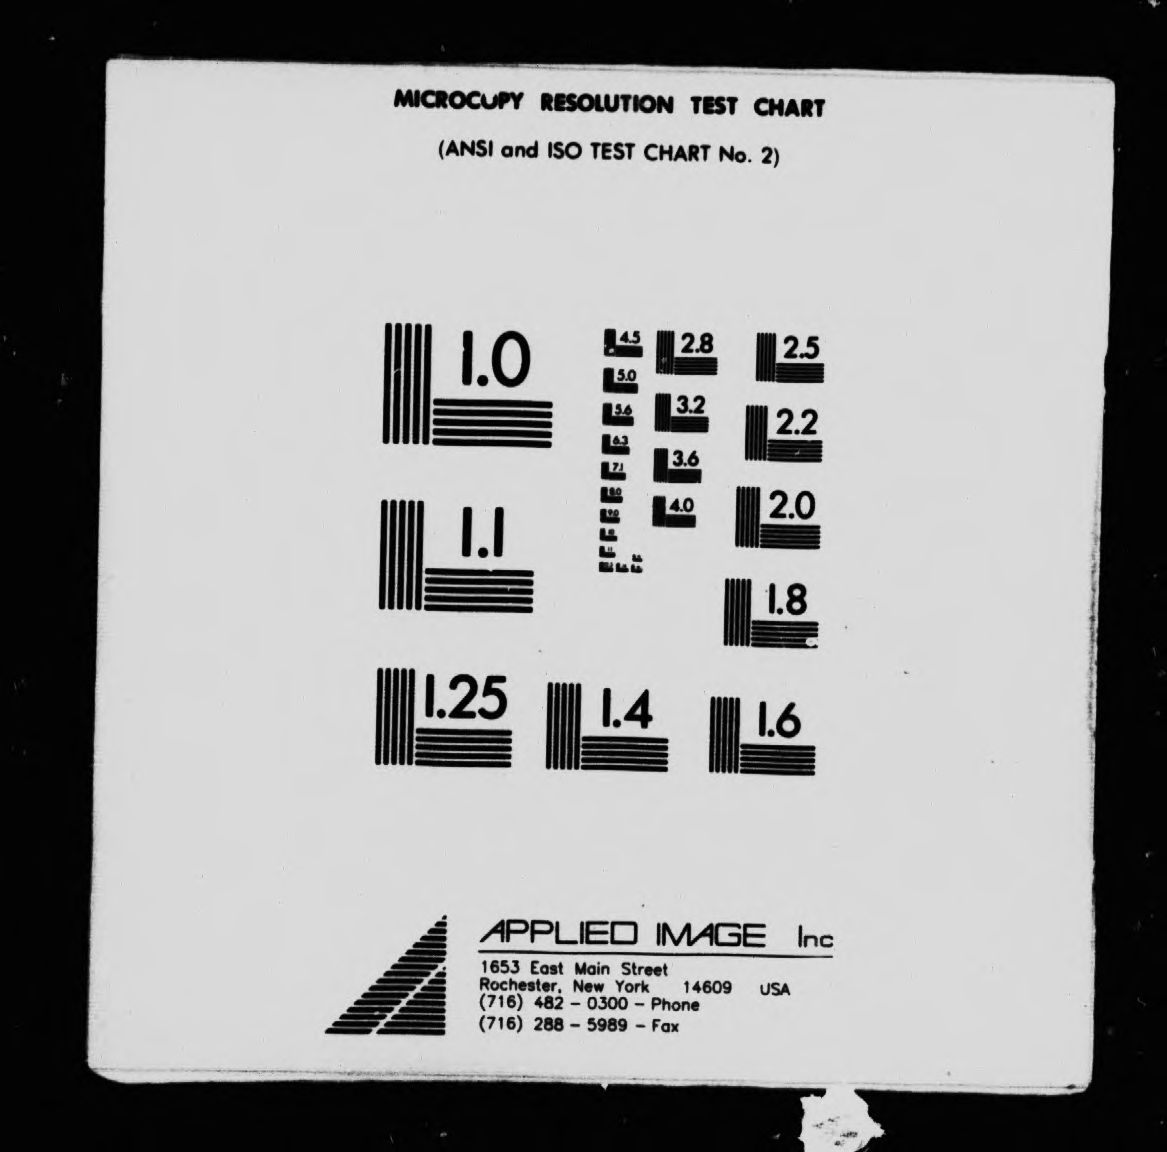 MICROCOPY RESOLUTION TEST CHART
(ANSI and ISO TEST CHART No. 2)
1.0
1.1
1.25
1.4
1.6
1.8
2.0
2.2
2.5
2.8
3.2
3.6
4.0
4.5
5.0
5.6
6.3
7.1
8.0
9.0
APPLIED IMAGE Inc
1653 East Main Street
Rochester, New York 14609 USA
(716) 482 - 0300 - Phone
(716) 288 - 5989 - Fax